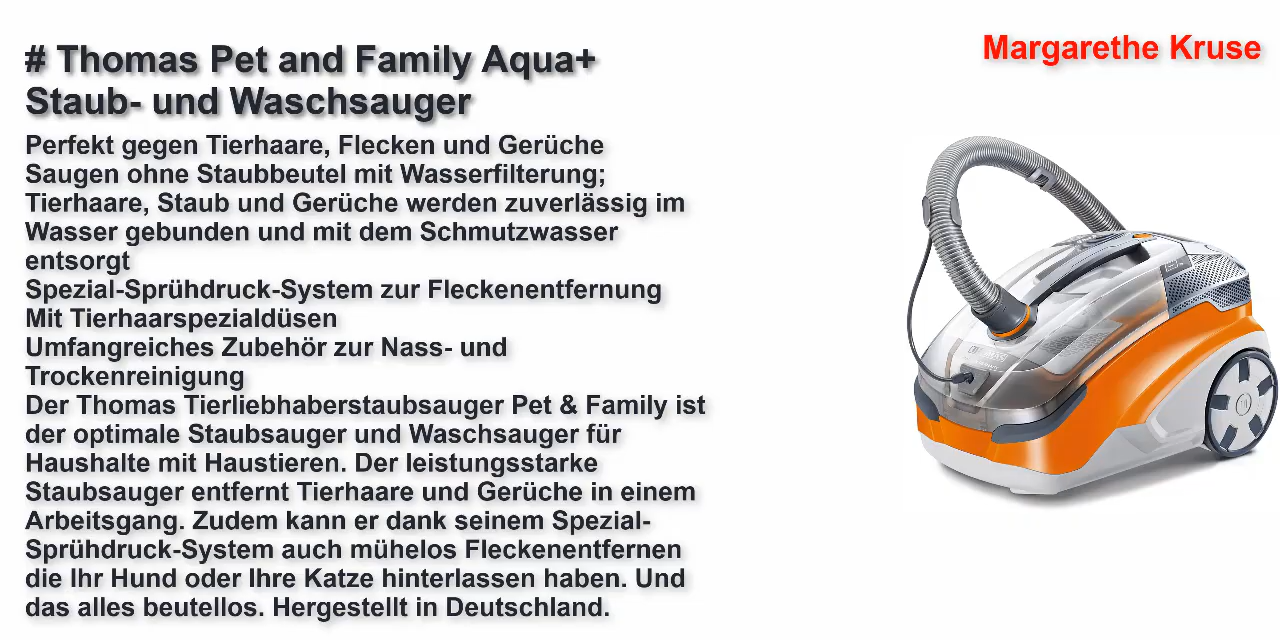 # Thomas Pet and Family Aqua+
Staub- und Waschsauger
Margarethe Kruse
Perfekt gegen Tierhaare, Flecken und Gerüche
Saugen ohne Staubbeutel mit Wasserfilterung;
Tierhaare, Staub und Gerüche werden zuverlässig im
Wasser gebunden und mit dem Schmutzwasser
entsorgt
Spezial-Sprühdruck-System zur Fleckenentfernung
Mit Tierhaarspezialdüsen
Umfangreiches Zubehör zur Nass- und
Trockenreinigung
Der Thomas Tierliebhaberstaubsauger Pet & Family ist
der optimale Staubsauger und Waschsauger für
Haushalte mit Haustieren. Der leistungsstarke
Staubsauger entfernt Tierhaare und Gerüche in einem
Arbeitsgang. Zudem kann er dank seinem Spezial-
Sprühdruck-System auch mühelos Fleckenentfernen
die Ihr Hund oder Ihre Katze hinterlassen haben. Und
das alles beutellos. Hergestellt in Deutschland.